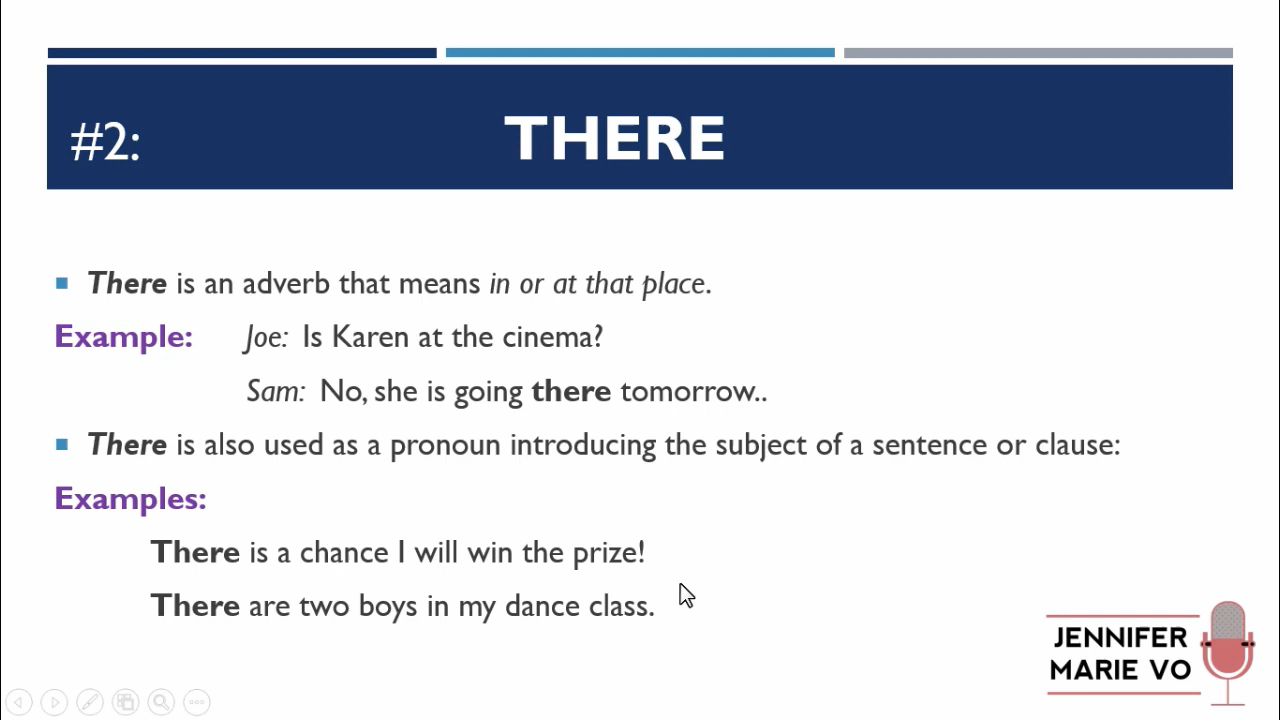 #2: THERE
There is an adverb that means in or at that place.
Example: Joe: Is Karen at the cinema?
Sam: No, she is going there tomorrow..
There is also used as a pronoun introducing the subject of a sentence or clause:
Examples:
There is a chance I will win the prize!
There are two boys in my dance class.
JENNIFER
MARIE VO